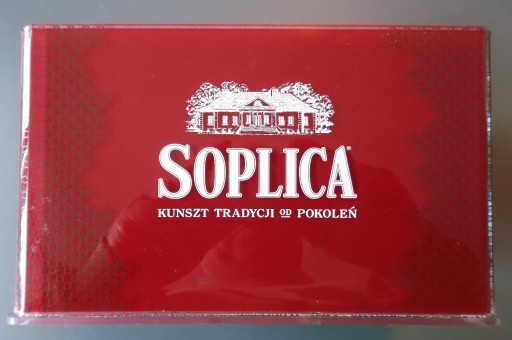 SOPLICA®
KUNSZT TRADYCJI OD POKOLEŃ